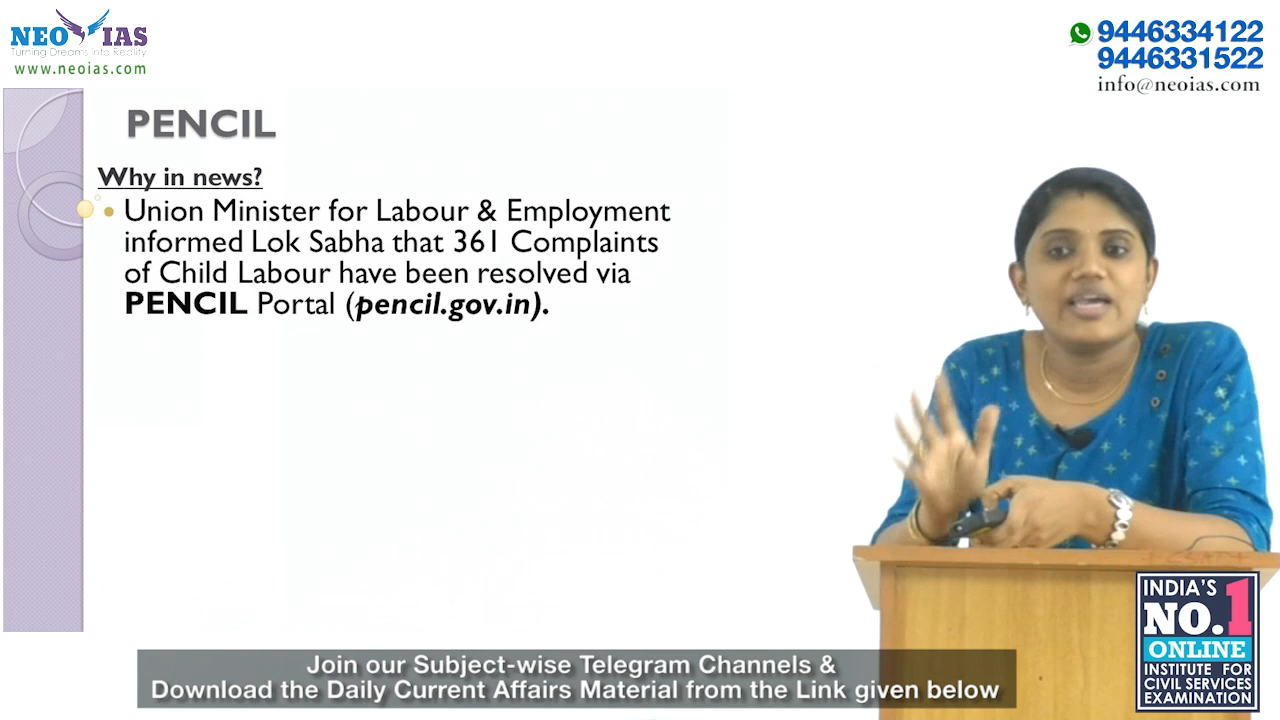 NEO IAS
Turning Dreams into Reality
www.neoias.com
9446334122
9446331522
info@neoias.com
PENCIL
Why in news?
Union Minister for Labour & Employment
informed Lok Sabha that 361 Complaints
of Child Labour have been resolved via
PENCIL Portal (pencil.gov.in).
INDIA'S
NO.1
ONLINE
INSTITUTE FOR
CIVIL SERVICES
EXAMINATION
Join our Subject-wise Telegram Channels &
Download the Daily Current Affairs Material from the Link given below